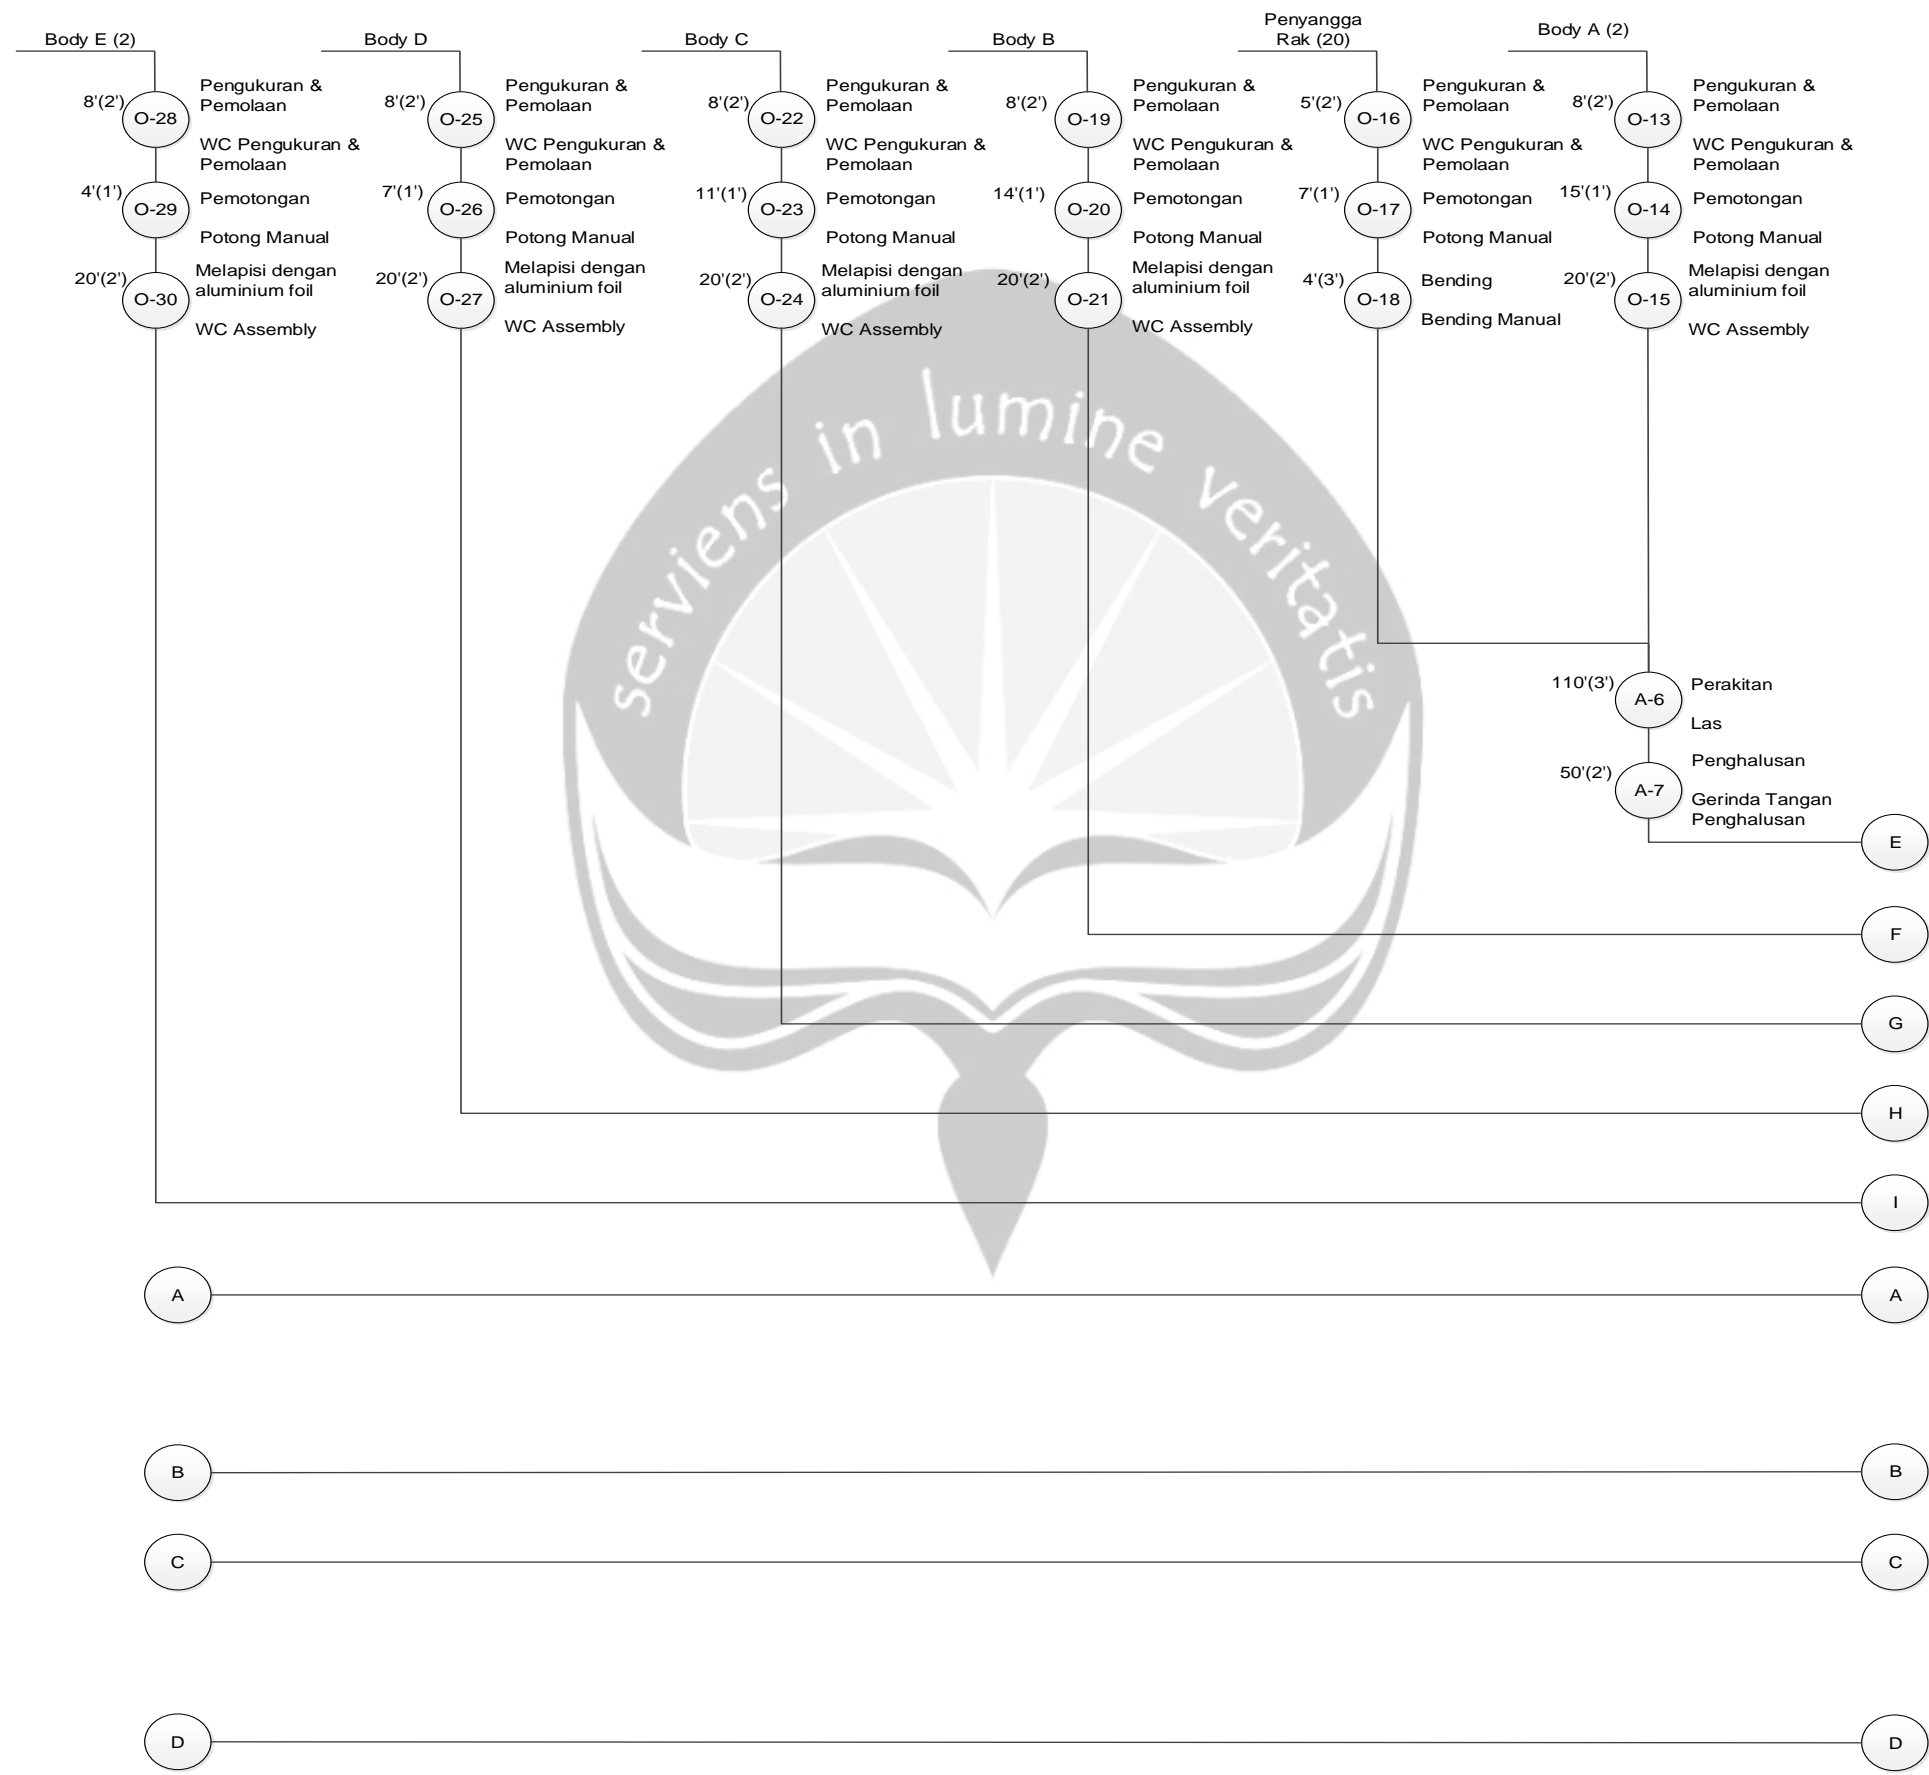 Body E (2)
8'(2')
O-28
Pengukuran &
Pemolaan
WC Pengukuran &
Pemolaan
4'(1')
O-29
Pemotongan
Potong Manual
20'(2')
O-30
Melapisi dengan
aluminium foil
WC Assembly
Body D
8'(2')
O-25
Pengukuran &
Pemolaan
WC Pengukuran &
Pemolaan
7'(1')
O-26
Pemotongan
Potong Manual
20'(2')
O-27
Melapisi dengan
aluminium foil
WC Assembly
Body C
8'(2')
O-22
Pengukuran &
Pemolaan
WC Pengukuran &
Pemolaan
11'(1')
O-23
Pemotongan
Potong Manual
20'(2')
O-24
Melapisi dengan
aluminium foil
WC Assembly
Body B
8'(2')
O-19
Pengukuran &
Pemolaan
WC Pengukuran &
Pemolaan
14'(1')
O-20
Pemotongan
Potong Manual
20'(2')
O-21
Melapisi dengan
aluminium foil
WC Assembly
Penyangga
Rak (20)
5'(2')
O-16
Pengukuran &
Pemolaan
WC Pengukuran &
Pemolaan
7'(1')
O-17
Pemotongan
Potong Manual
4'(3')
O-18
Bending
Bending Manual
Body A (2)
8'(2')
O-13
Pengukuran &
Pemolaan
WC Pengukuran &
Pemolaan
15'(1')
O-14
Pemotongan
Potong Manual
20'(2')
O-15
Melapisi dengan
aluminium foil
WC Assembly
serviens in lumine veritatis
110'(3')
A-6
Perakitan
Las
50'(2')
A-7
Penghalusan
Gerinda Tangan
Penghalusan
E
F
G
H
I
A
A
B
B
C
C
D
D